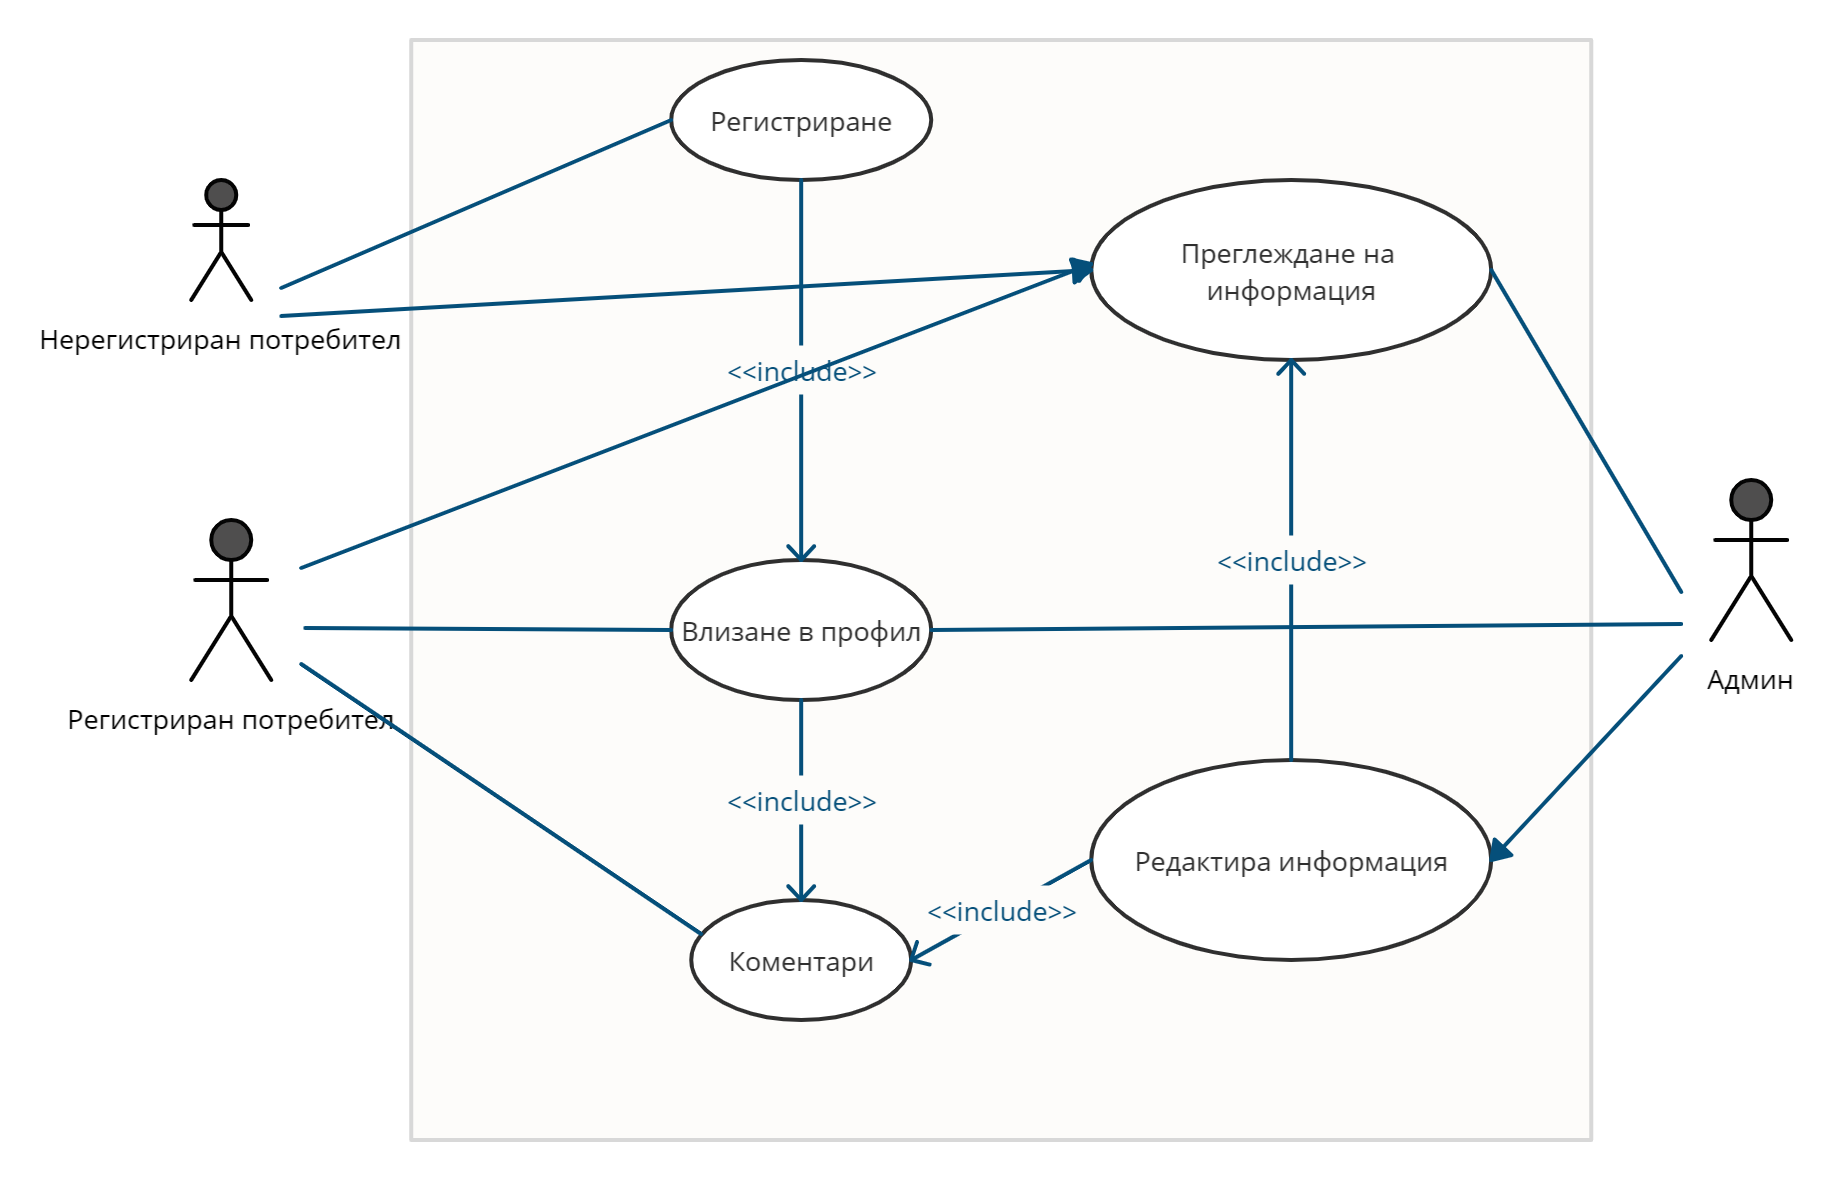 Регистриране
Преглеждане на
информация
Нерегистриран потребител
<<include>>
<<include>>
Влизане в профил
Админ
Регистриран потребител
<<include>>
Редактира информация
<<include>>
Коментари